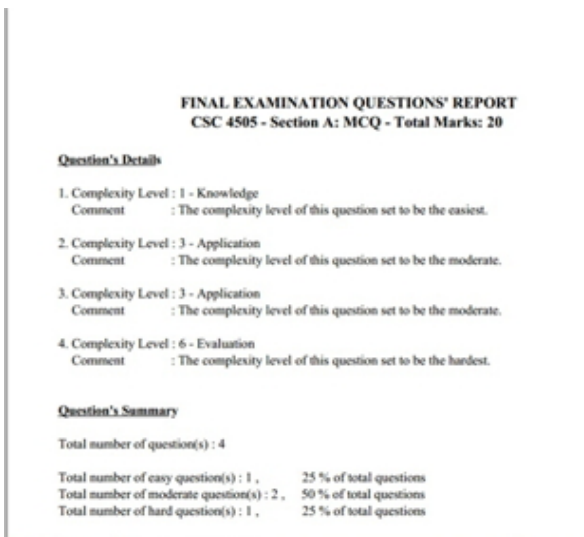 FINAL EXAMINATION QUESTIONS' REPORT
CSC 4505 - Section A: MCQ - Total Marks: 20
Question's Details
1. Complexity Level : 1 - Knowledge
Comment : The complexity level of this question set to be the easiest.
2. Complexity Level : 3 - Application
Comment : The complexity level of this question set to be the moderate.
3. Complexity Level : 3 - Application
Comment : The complexity level of this question set to be the moderate.
4. Complexity Level : 6 - Evaluation
Comment : The complexity level of this question set to be the hardest.
Question's Summary
Total number of question(s) : 4
Total number of easy question(s) : 1 , 25 % of total questions
Total number of moderate question(s) : 2 , 50 % of total questions
Total number of hard question(s) : 1 , 25 % of total questions